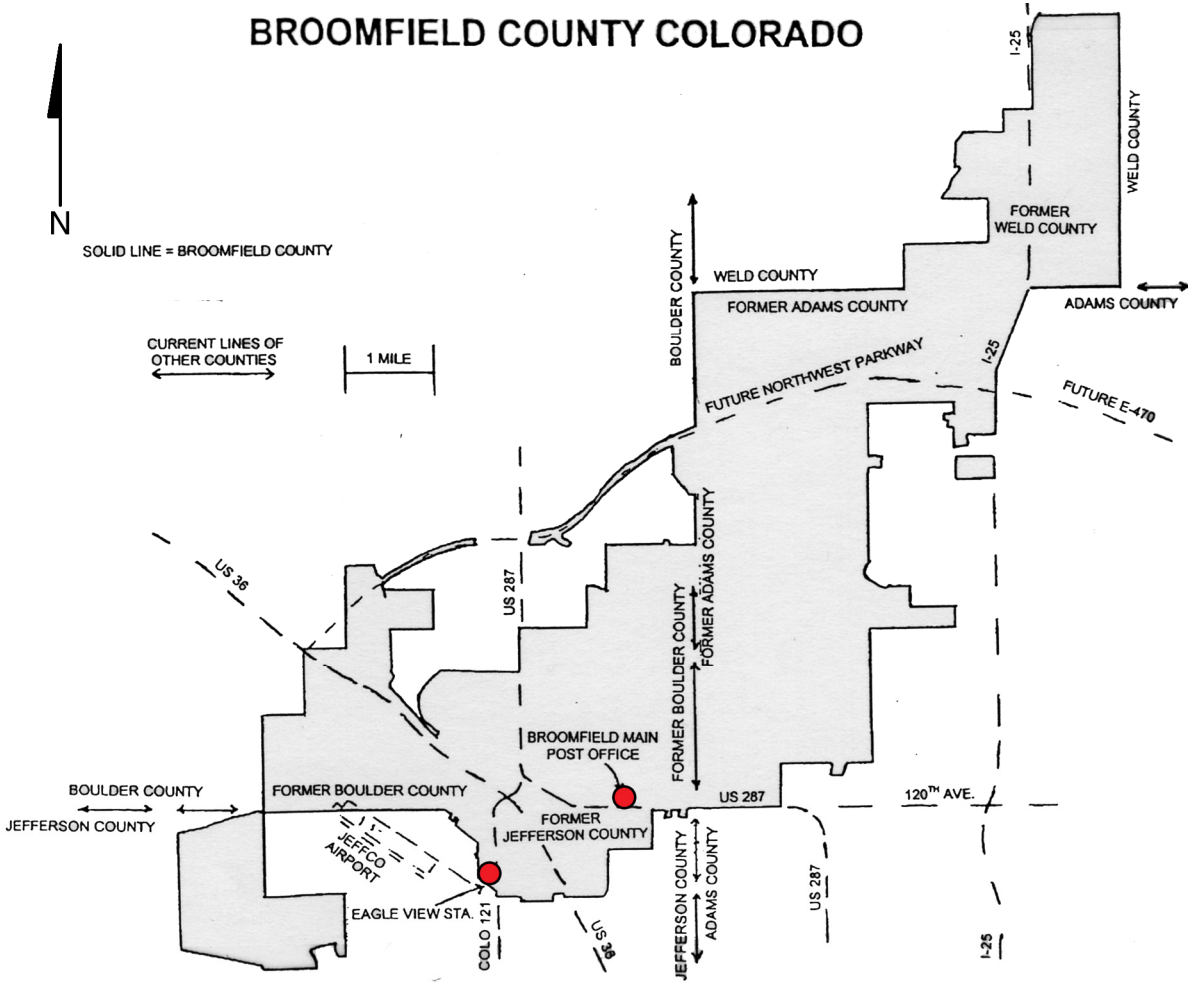 BROOMFIELD COUNTY COLORADO
I-25
WELD COUNTY
N
FORMER
WELD COUNTY
SOLID LINE = BROOMFIELD COUNTY
BOULDER COUNTY
WELD COUNTY
FORMER ADAMS COUNTY
ADAMS COUNTY
CURRENT LINES OF
OTHER COUNTIES
1 MILE
I-25
FUTURE NORTHWEST PARKWAY
FUTURE E-470
US 36
US 287
FORMER BOULDER COUNTY
FORMER ADAMS COUNTY
BROOMFIELD MAIN
POST OFFICE
BOULDER COUNTY
FORMER BOULDER COUNTY
US 287
120TH AVE.
JEFFERSON COUNTY
FORMER
JEFFERSON COUNTY
JEFFCO
AIRPORT
EAGLE VIEW STA.
COLO 121
US 36
JEFFERSON COUNTY
ADAMS COUNTY
US 287
I-25